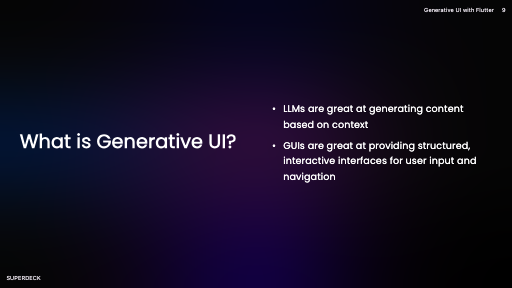 Generative UI with Flutter 9
What is Generative UI?
• LLMs are great at generating content
based on context
• GUIs are great at providing structured,
interactive interfaces for user input and
navigation
SUPERDECK